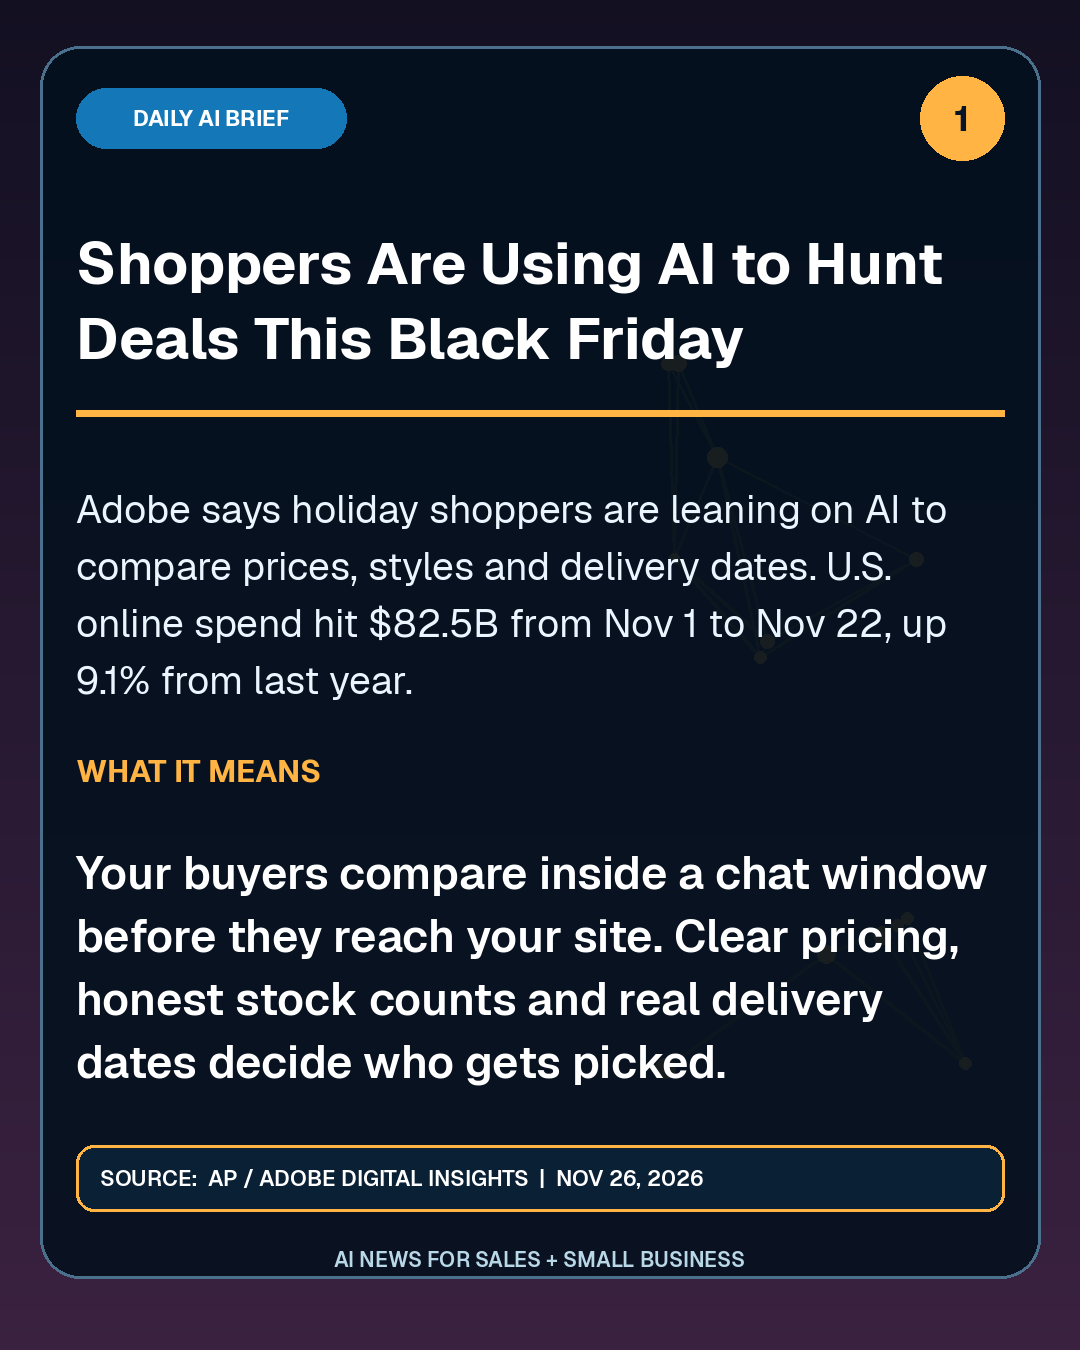 DAILY AI BRIEF
1
Shoppers Are Using AI to Hunt
Deals This Black Friday
Adobe says holiday shoppers are leaning on AI to
compare prices, styles and delivery dates. U.S.
online spend hit $82.5B from Nov 1 to Nov 22, up
9.1% from last year.
WHAT IT MEANS
Your buyers compare inside a chat window
before they reach your site. Clear pricing,
honest stock counts and real delivery
dates decide who gets picked.
SOURCE: AP / ADOBE DIGITAL INSIGHTS | NOV 26, 2026
AI NEWS FOR SALES + SMALL BUSINESS